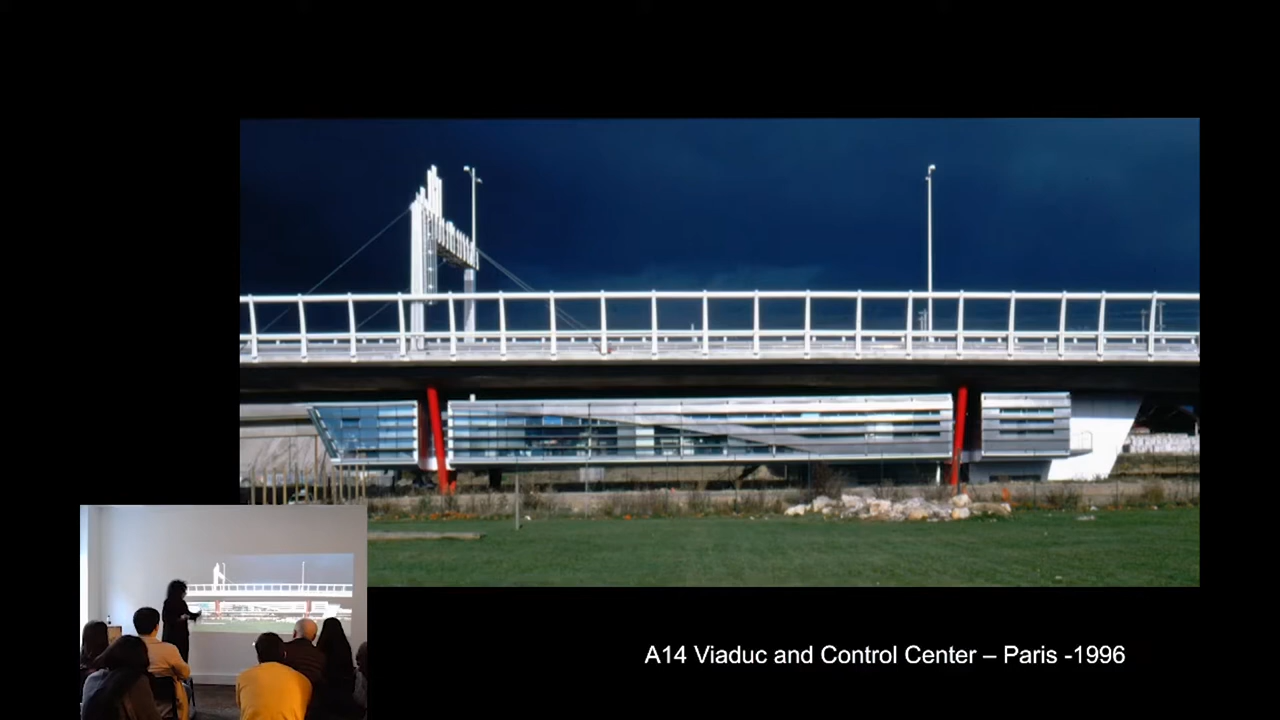 A14 Viaduc and Control Center – Paris -1996